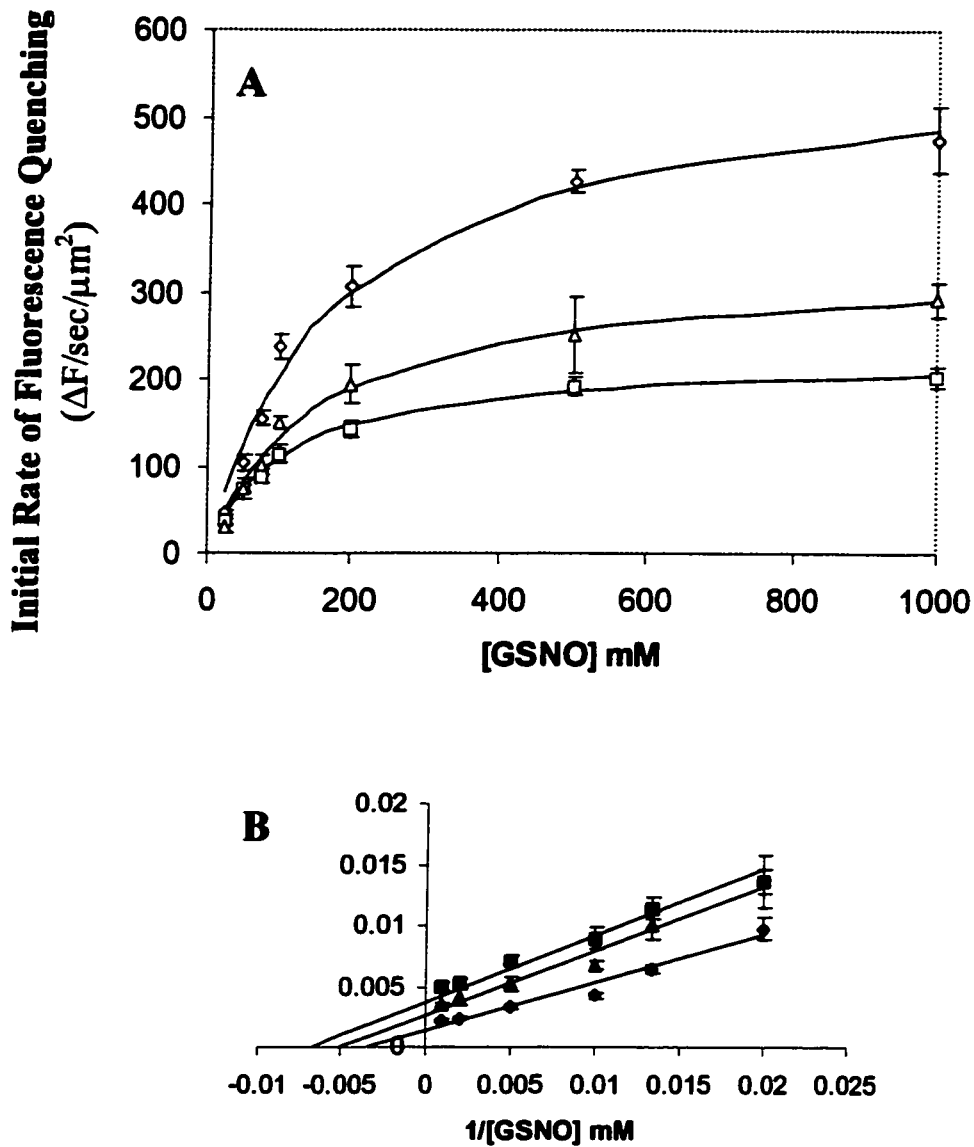 A
Initial Rate of Fluorescence Quenching
(ΔF/sec/μm²)
600
500
400
300
200
100
0
0 200 400 600 800 1000
[GSNO] mM
B
0.02
0.015
0.01
0.005
0
-0.01 -0.005 0 0.005 0.01 0.015 0.02 0.025
1/[GSNO] mM